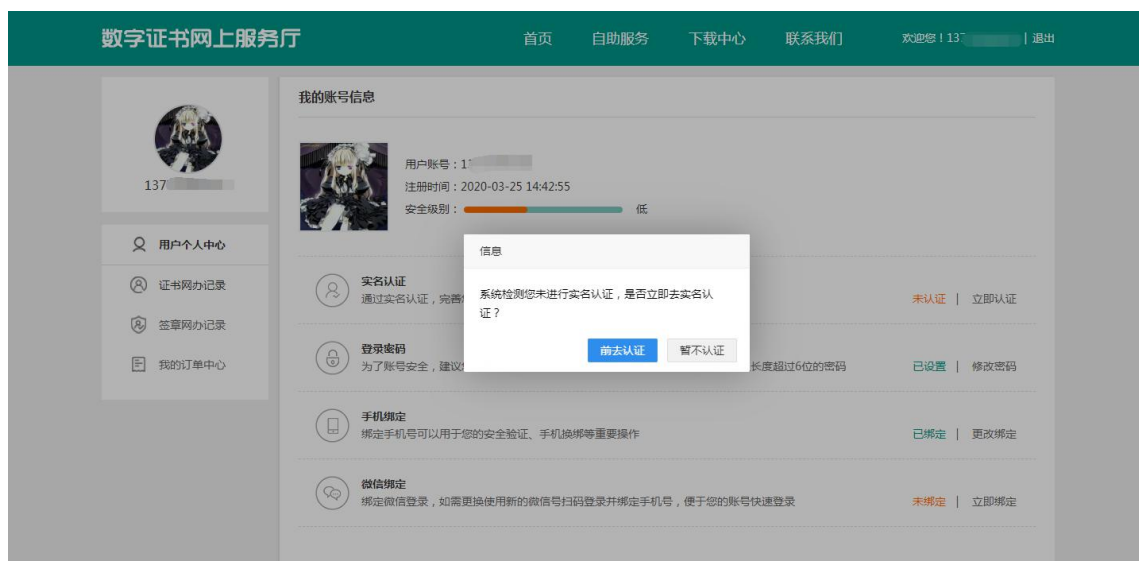 数字证书网上服务厅
首页 自助服务 下载中心 联系我们 欢迎您！13 | 退出
137
我的账号信息
用户账号：1
注册时间：2020-03-25 14:42:55
安全级别： 低
用户个人中心
证书网办记录
签章网办记录
我的订单中心
信息
系统检测您未进行实名认证，是否立即去实名认
证？
前去认证 暂不认证
实名认证
通过实名认证，完善
未认证 | 立即认证
登录密码
为了账号安全，建议
长度超过6位的密码
已设置 | 修改密码
手机绑定
绑定手机号可以用于您的安全验证、手机换绑等重要操作
已绑定 | 更改绑定
微信绑定
绑定微信登录，如需更换使用新的微信号扫码登录并绑定手机号，便于您的账号快速登录
未绑定 | 立即绑定